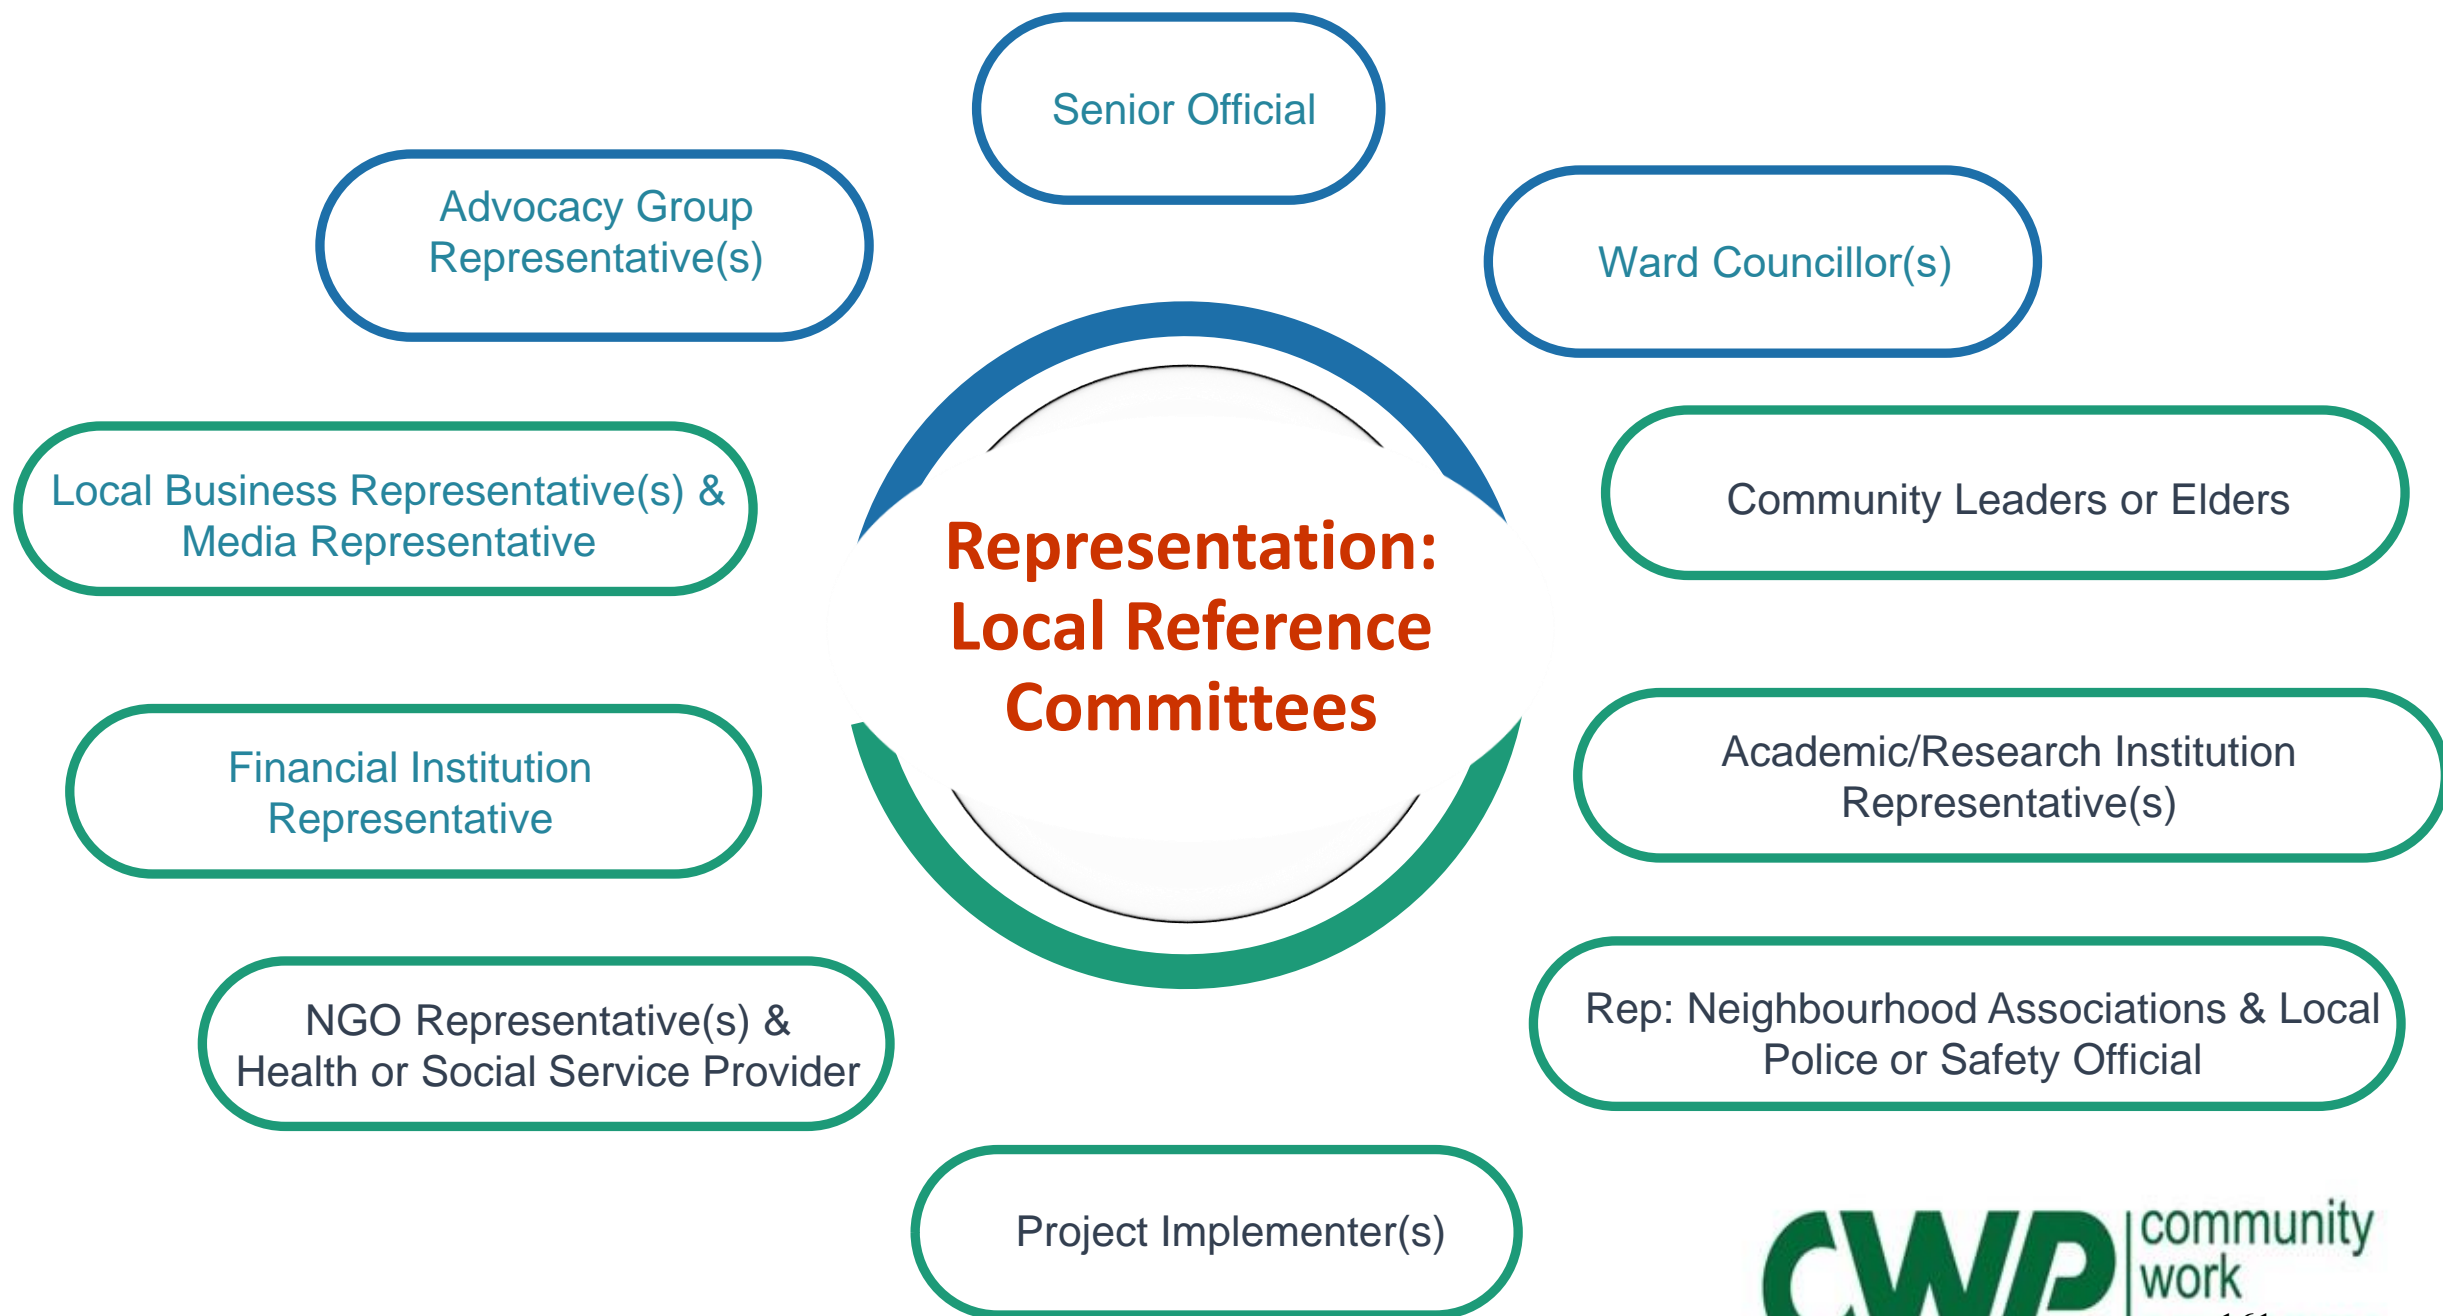 Senior Official
Advocacy Group
Representative(s)
Ward Councillor(s)
Local Business Representative(s) &
Media Representative
Community Leaders or Elders
Representation:
Local Reference
Committees
Financial Institution
Representative
Academic/Research Institution
Representative(s)
NGO Representative(s) &
Health or Social Service Provider
Rep: Neighbourhood Associations & Local
Police or Safety Official
Project Implementer(s)
CWP
community
work